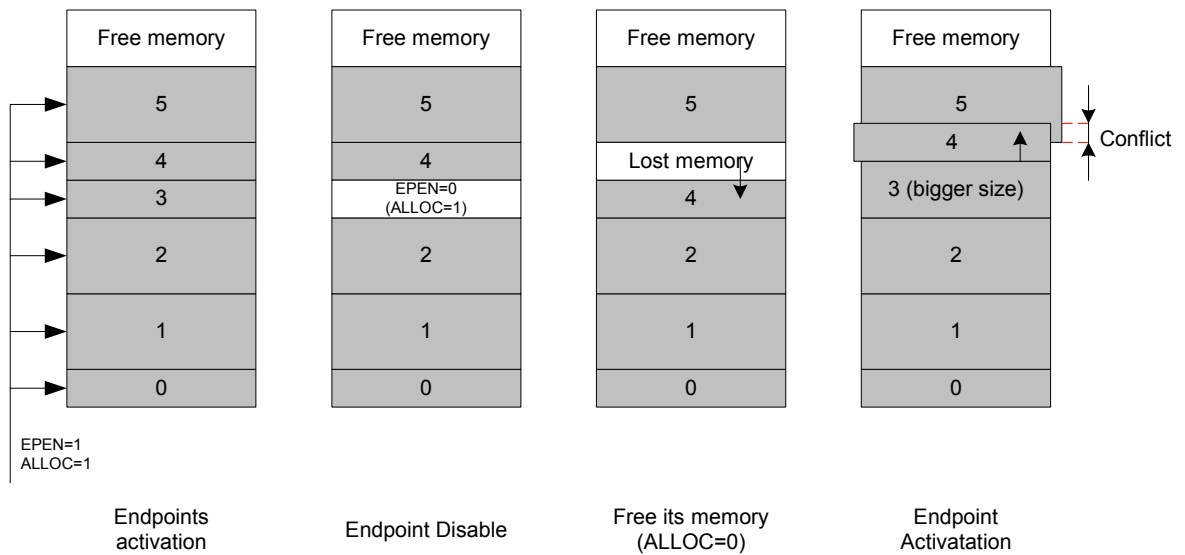 Free memory
5
4
3
2
1
0
EPEN=1
ALLOC=1
Endpoints
activation
Free memory
5
4
EPEN=0
(ALLOC=1)
2
1
0
Endpoint Disable
Free memory
5
Lost memory
4
2
1
0
Free its memory
(ALLOC=0)
Free memory
5
4
Conflict
3 (bigger size)
2
1
0
Endpoint
Activatation